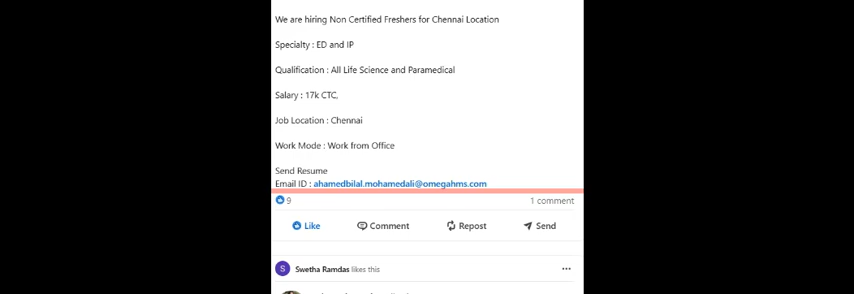 We are hiring Non Certified Freshers for Chennai Location
Specialty : ED and IP
Qualification : All Life Science and Paramedical
Salary : 17k CTC,
Job Location : Chennai
Work Mode : Work from Office
Send Resume
Email ID : ahamedbilal.mohamedali@omegahms.com
9 1 comment
Like Comment Repost Send
S Swetha Ramdas likes this